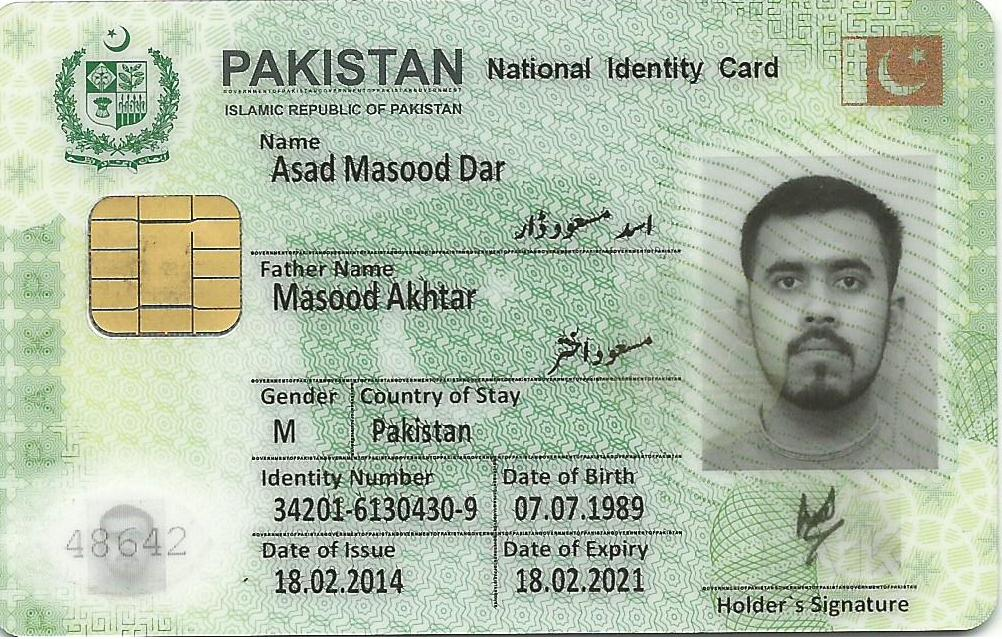 PAKISTAN National Identity Card
ISLAMIC REPUBLIC OF PAKISTAN
Name
Asad Masood Dar
اسد مسعود ڈار
Father Name
Masood Akhtar
مسعود اختر
Gender Country of Stay
M Pakistan
Identity Number Date of Birth
34201-6130430-9 07.07.1989
Date of Issue Date of Expiry
18.02.2014 18.02.2021
48642
Holder's Signature